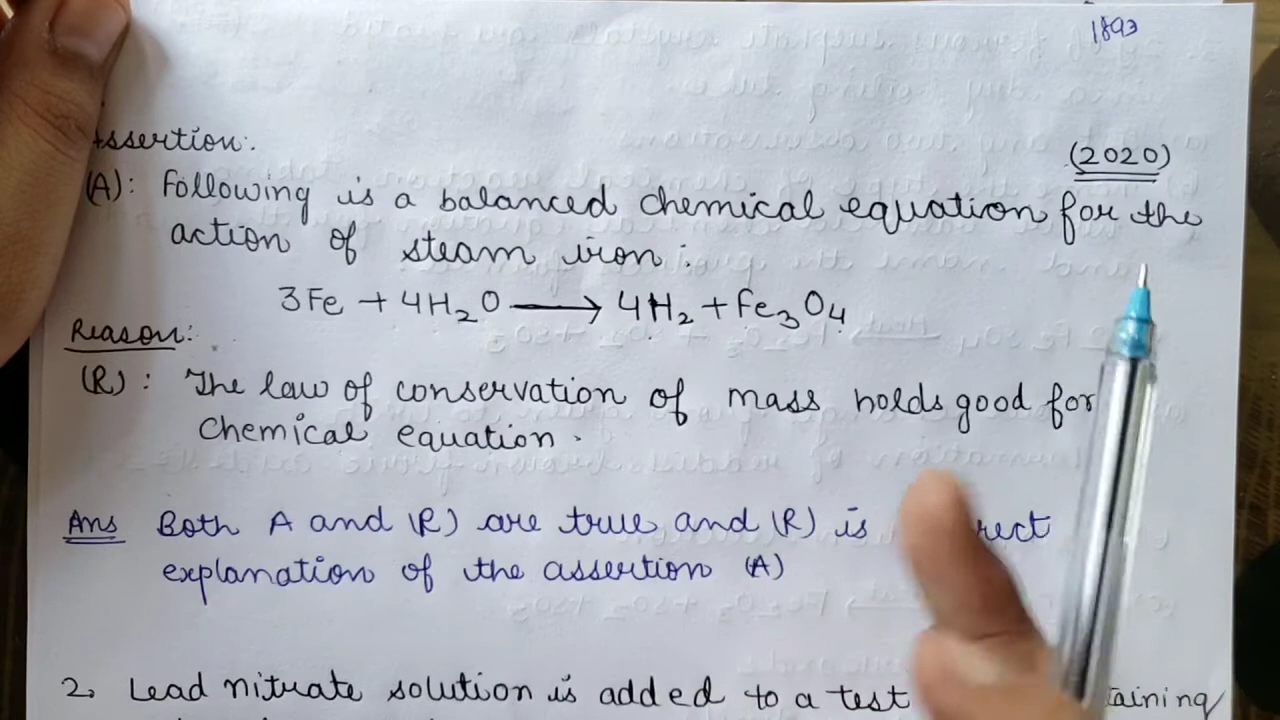 1893
Assertion:
(2020)
(A): Following is a balanced chemical equation for the
action of steam iron:
3Fe + 4H₂O ⟶ 4H₂ + Fe₃O₄
Reason:
(R): The law of conservation of mass holds good for
chemical equation.
Ans Both A and (R) are true and (R) is
explanation of the assertion (A)
2. Lead nitrate solution is added to a test